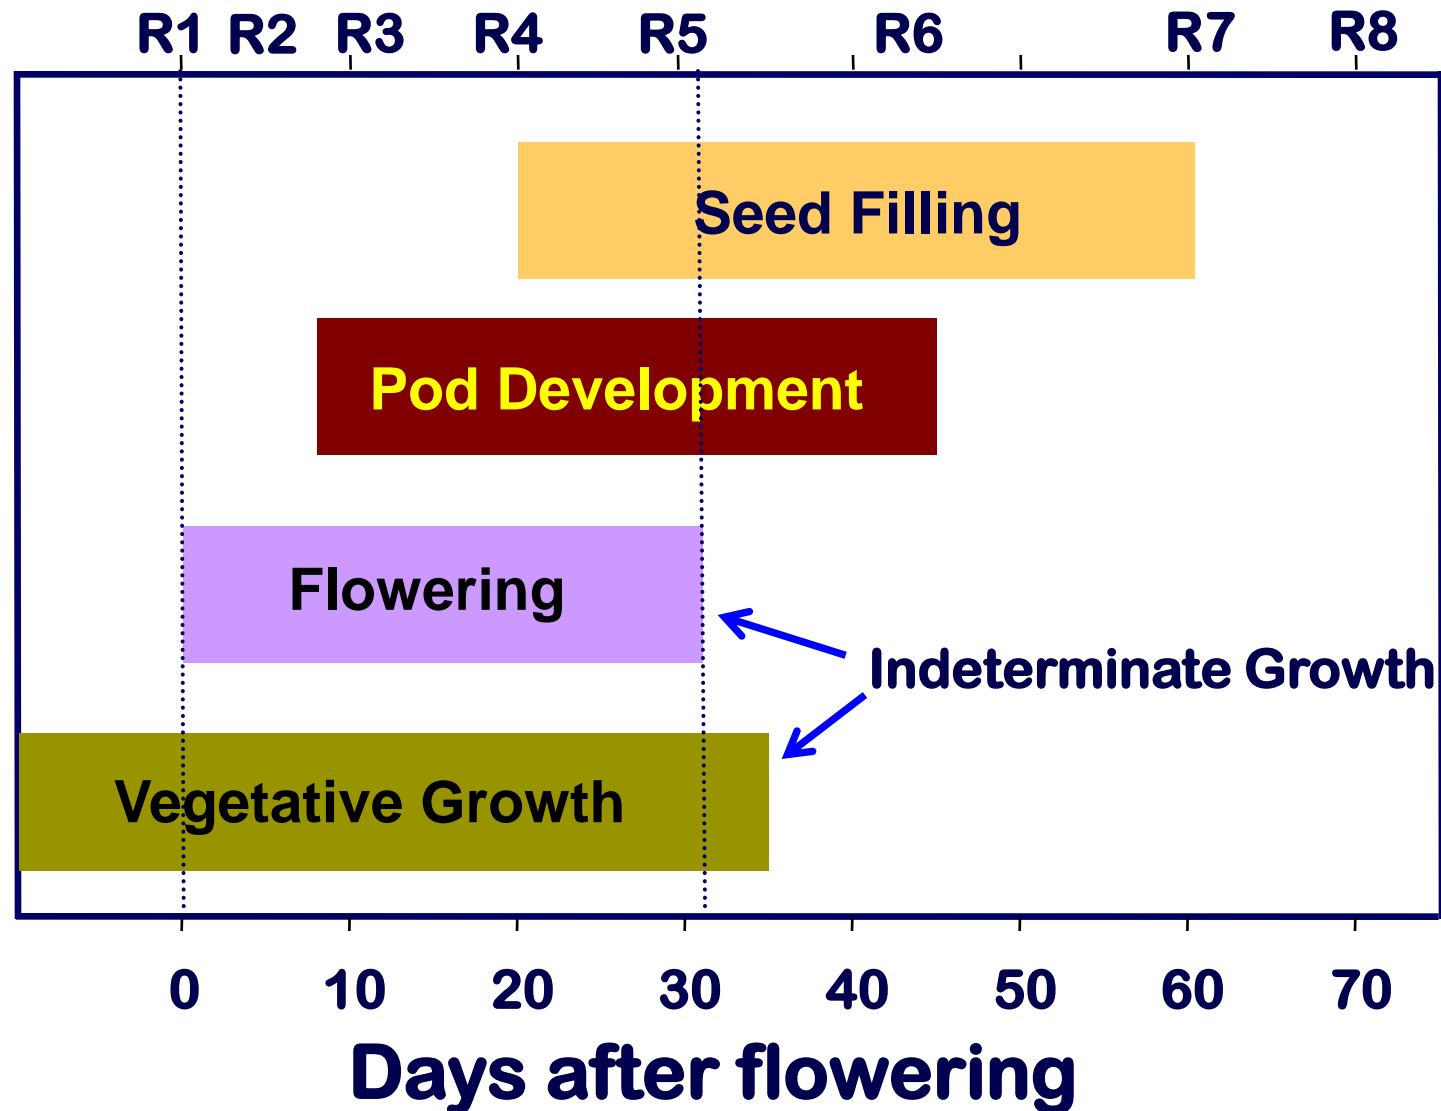 R1 R2 R3 R4 R5 R6 R7 R8
Seed Filling
Pod Development
Flowering
Indeterminate Growth
Vegetative Growth
0 10 20 30 40 50 60 70
Days after flowering